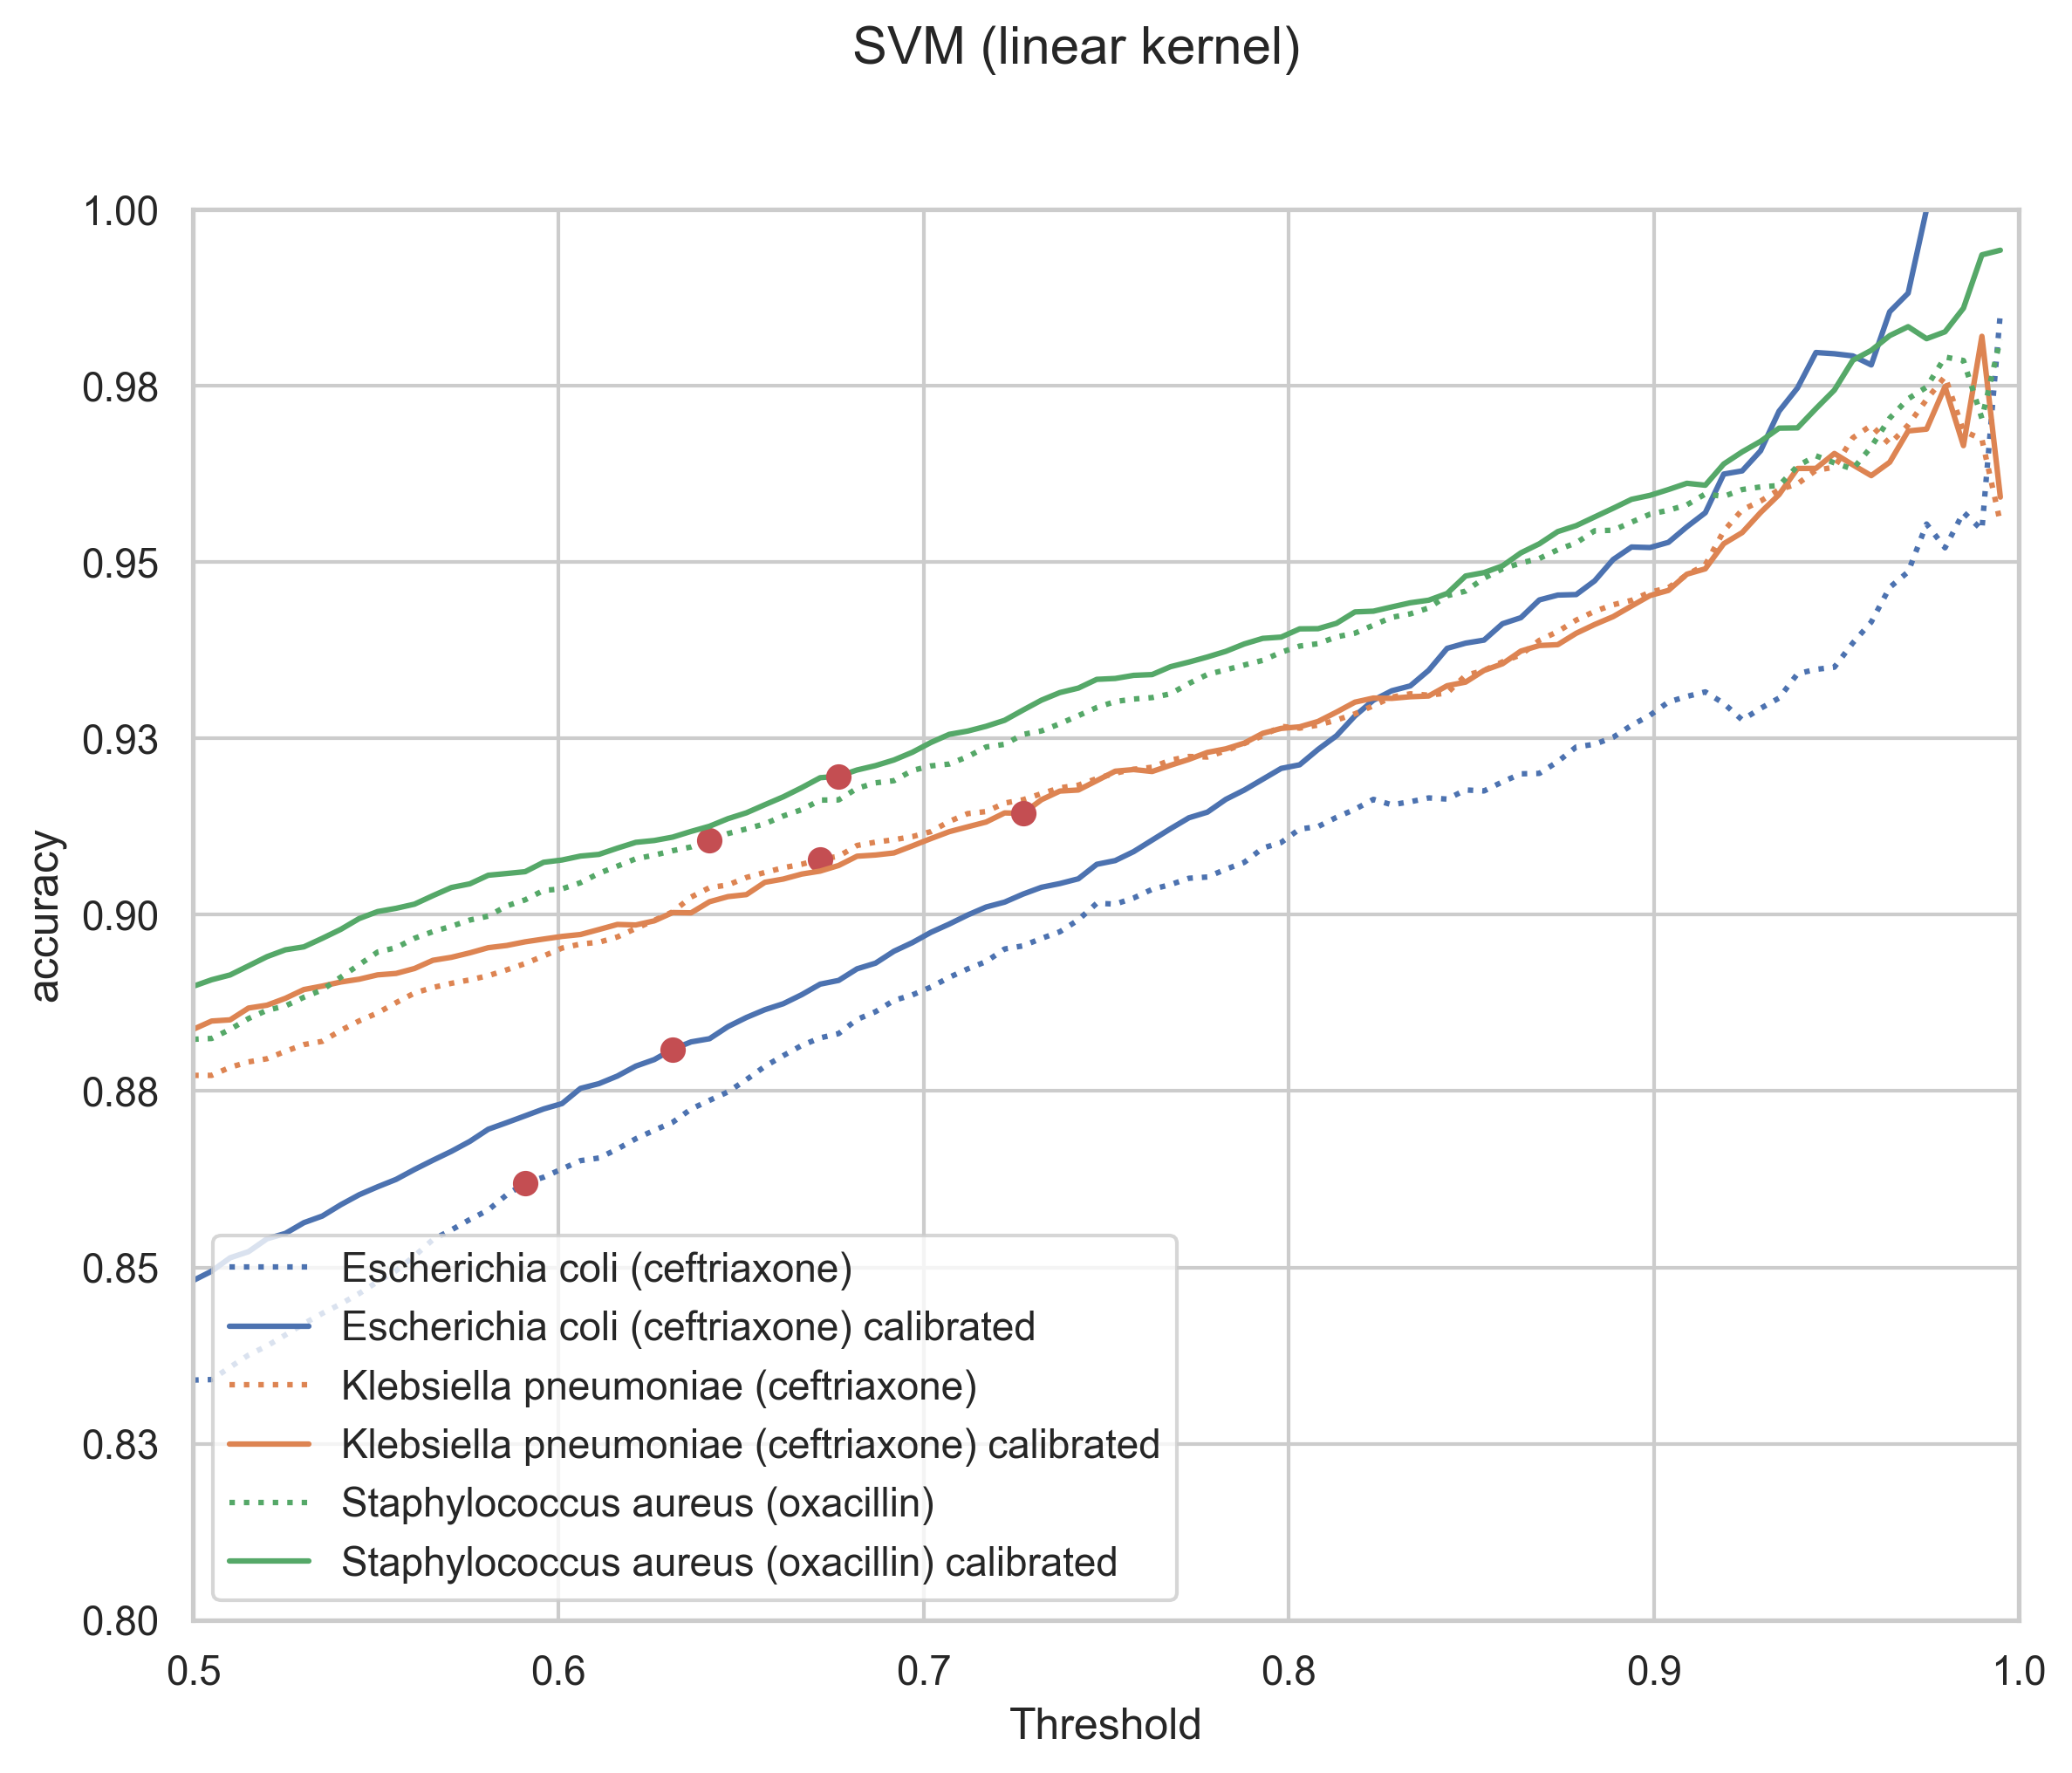 SVM (linear kernel)
1.00
0.98
0.95
0.93
0.90
0.88
0.85
0.83
0.80
accuracy
Escherichia coli (ceftriaxone)
Escherichia coli (ceftriaxone) calibrated
Klebsiella pneumoniae (ceftriaxone)
Klebsiella pneumoniae (ceftriaxone) calibrated
Staphylococcus aureus (oxacillin)
Staphylococcus aureus (oxacillin) calibrated
0.5 0.6 0.7 0.8 0.9 1.0
Threshold